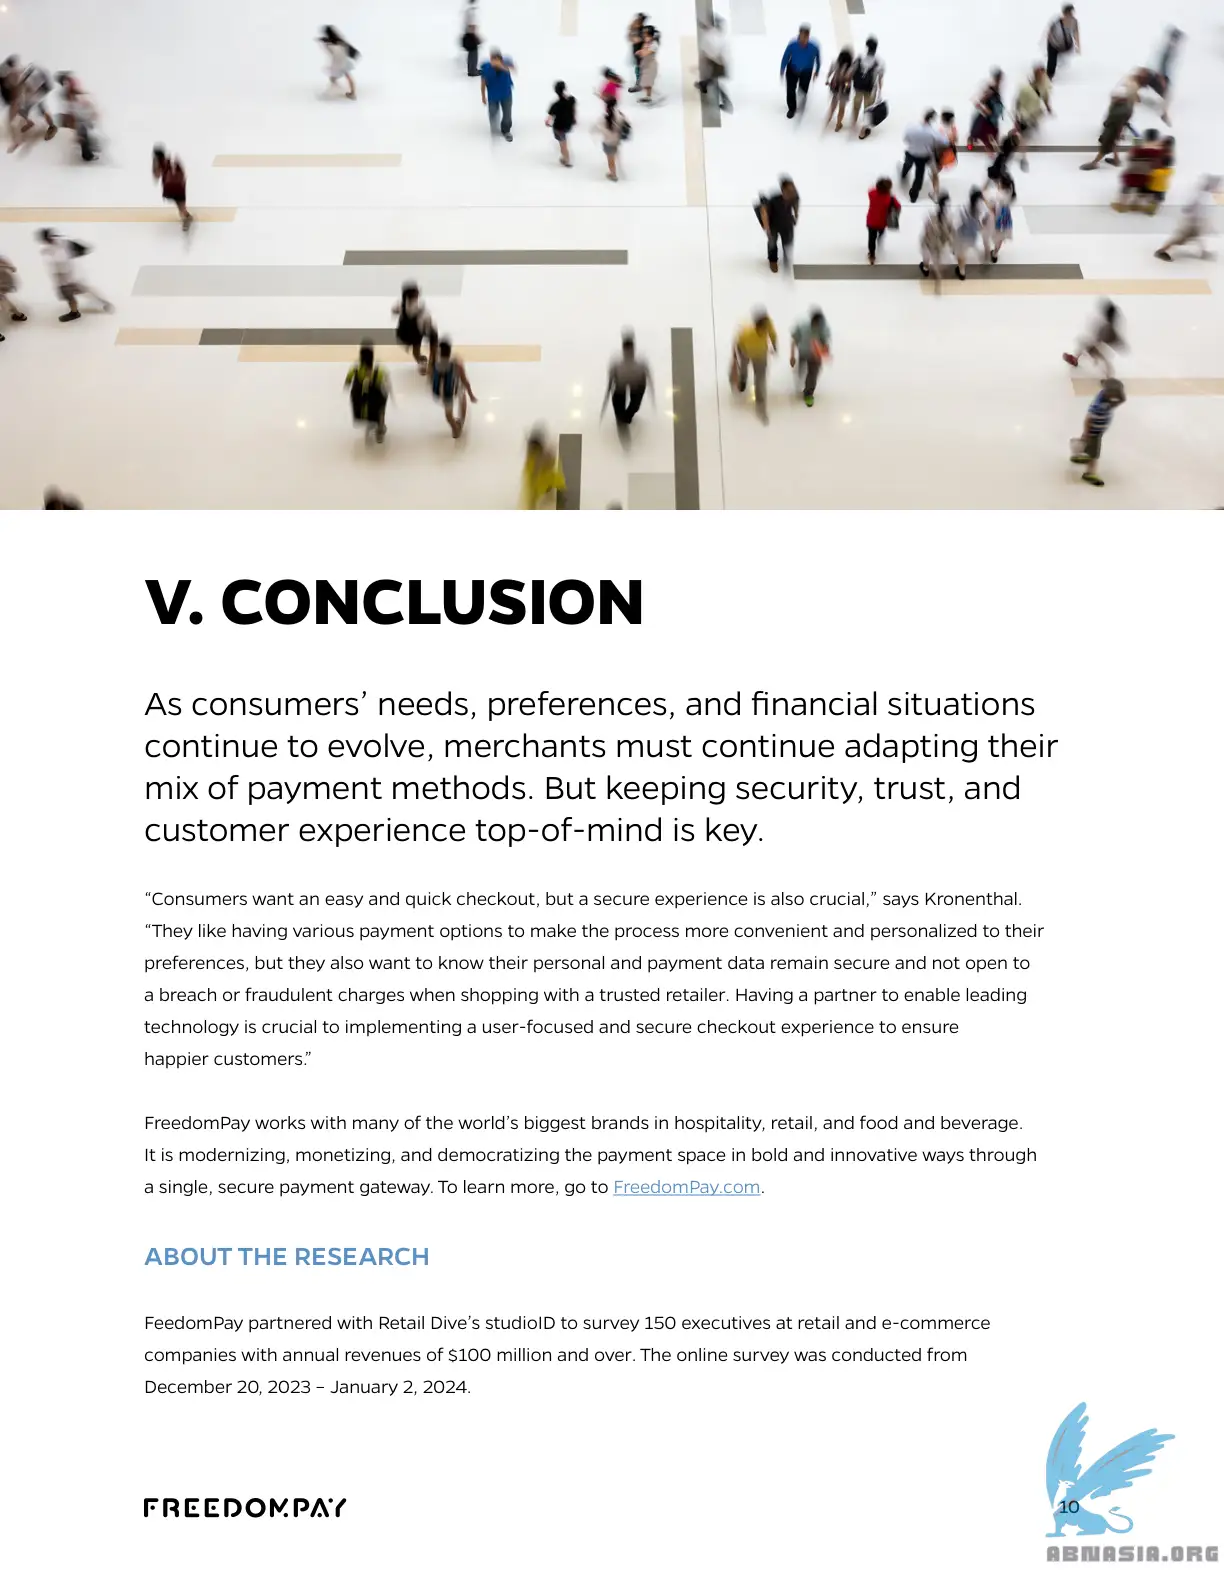 V. CONCLUSION
As consumers’ needs, preferences, and financial situations
continue to evolve, merchants must continue adapting their
mix of payment methods. But keeping security, trust, and
customer experience top-of-mind is key.
“Consumers want an easy and quick checkout, but a secure experience is also crucial,” says Kronenthal.
“They like having various payment options to make the process more convenient and personalized to their
preferences, but they also want to know their personal and payment data remain secure and not open to
a breach or fraudulent charges when shopping with a trusted retailer. Having a partner to enable leading
technology is crucial to implementing a user-focused and secure checkout experience to ensure
happier customers.”
FreedomPay works with many of the world’s biggest brands in hospitality, retail, and food and beverage.
It is modernizing, monetizing, and democratizing the payment space in bold and innovative ways through
a single, secure payment gateway. To learn more, go to FreedomPay.com.
ABOUT THE RESEARCH
FeedomPay partnered with Retail Dive’s studioID to survey 150 executives at retail and e-commerce
companies with annual revenues of $100 million and over. The online survey was conducted from
December 20, 2023 – January 2, 2024.
FREEDOMPAY
10
ABNASIA.ORG